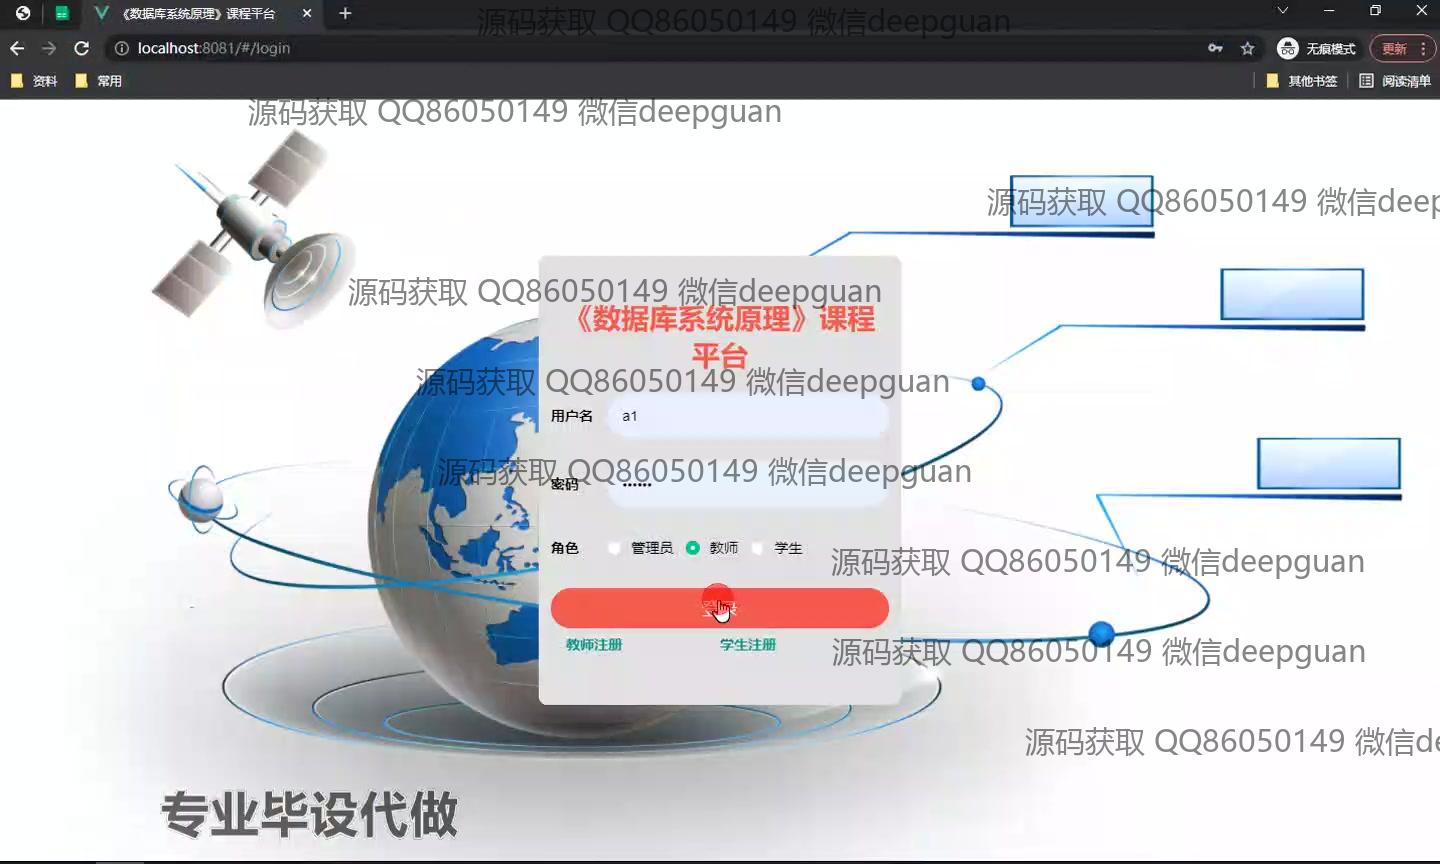 《数据库系统原理》课程平台
源码获取 QQ86050149 微信deepguan
localhost:8081/#/login
无痕模式
更新
资料
常用
其他书签
阅读清单
源码获取 QQ86050149 微信deepguan
源码获取 QQ86050149 微信deep
源码获取 QQ86050149 微信deepguan
《数据库系统原理》课程
平台
源码获取 QQ86050149 微信deepguan
用户名 a1
源码获取 QQ86050149 微信deepguan
密码 ••••••
角色 管理员 教师 学生
源码获取 QQ86050149 微信deepguan
登录
教师注册 学生注册
源码获取 QQ86050149 微信deepguan
源码获取 QQ86050149 微信de
专业毕设代做